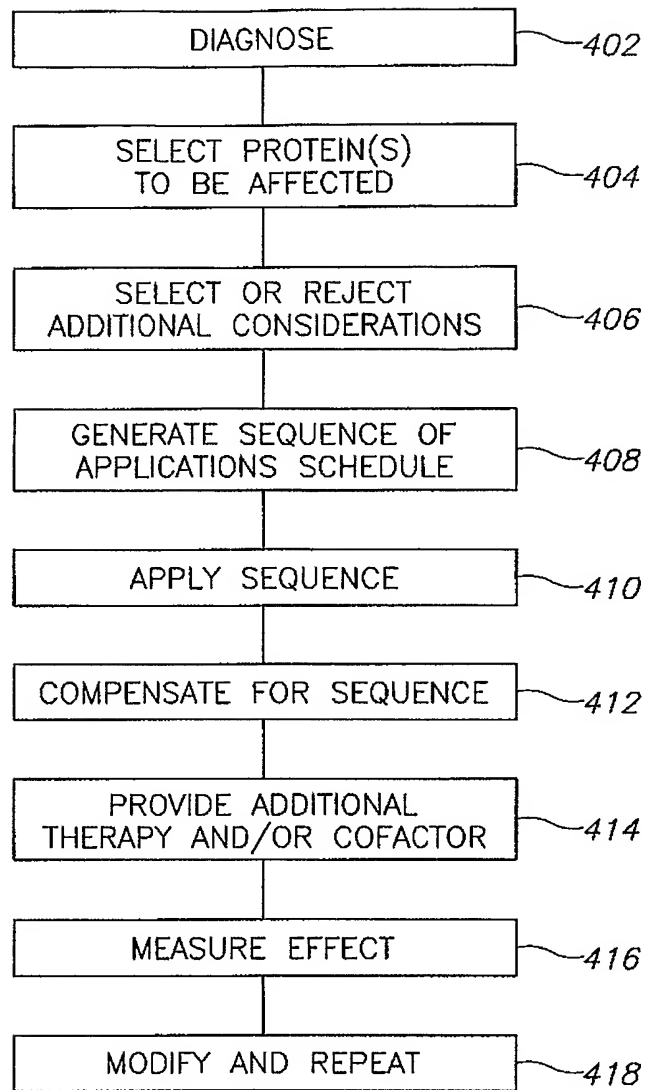 DIAGNOSE
402
SELECT PROTEIN(S)
TO BE AFFECTED
404
SELECT OR REJECT
ADDITIONAL CONSIDERATIONS
406
GENERATE SEQUENCE OF
APPLICATIONS SCHEDULE
408
APPLY SEQUENCE
410
COMPENSATE FOR SEQUENCE
412
PROVIDE ADDITIONAL
THERAPY AND/OR COFACTOR
414
MEASURE EFFECT
416
MODIFY AND REPEAT
418